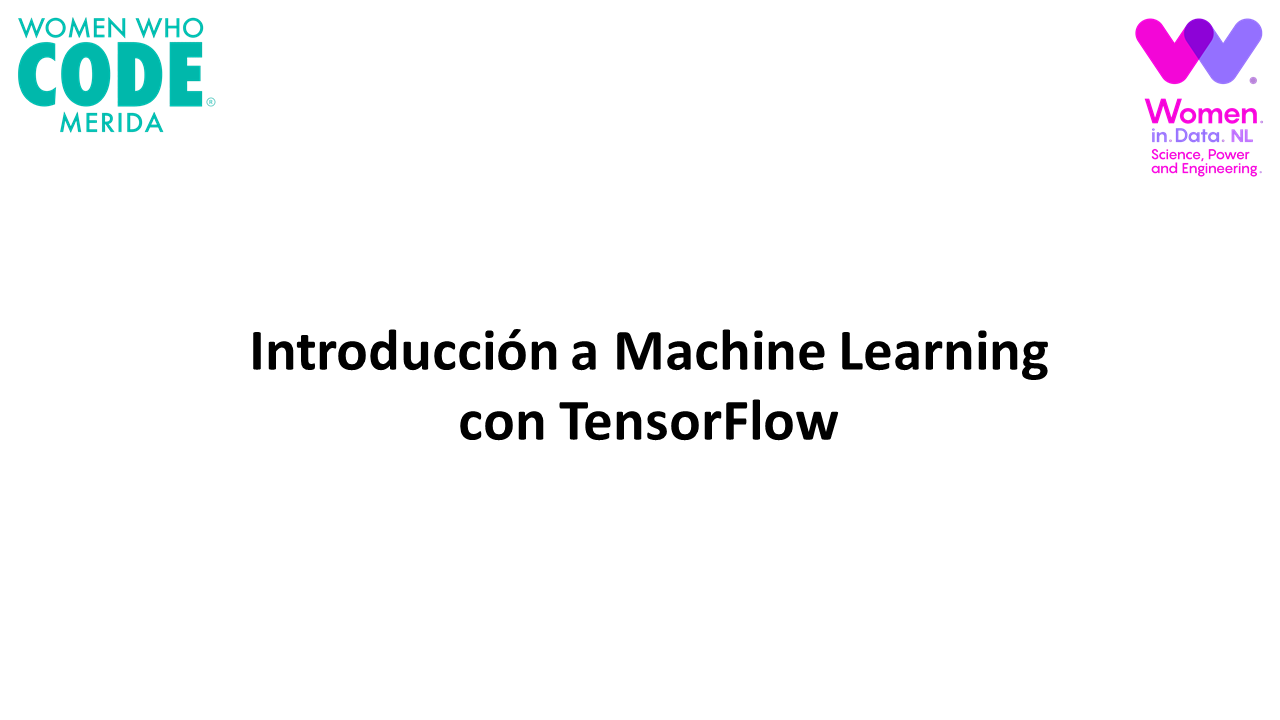 WOMEN WHO
CODE®
MERIDA
Women.
in.Data. NL
Science, Power
and Engineering.
Introducción a Machine Learning
con TensorFlow